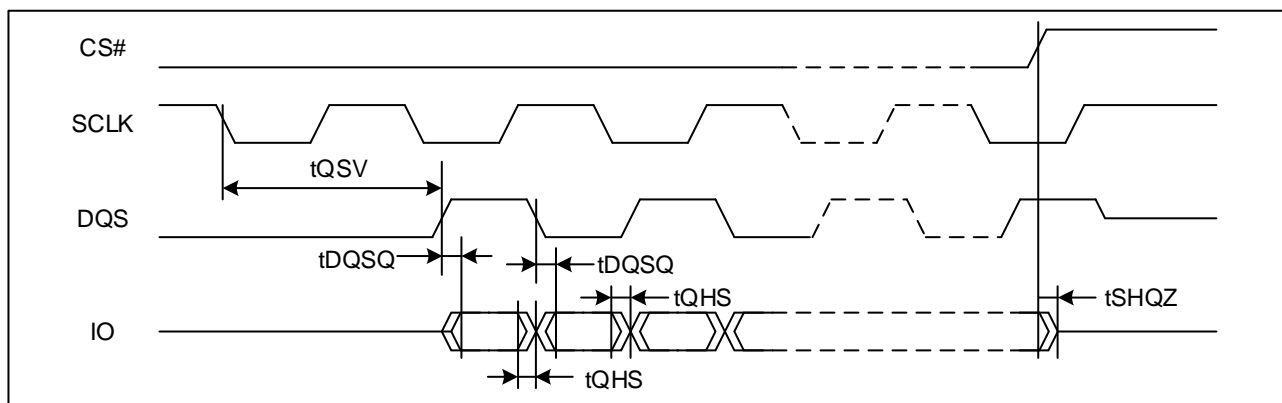 CS#
SCLK
tQSV
DQS
tDQSQ
tDQSQ
tQHS
tSHQZ
IO
tQHS